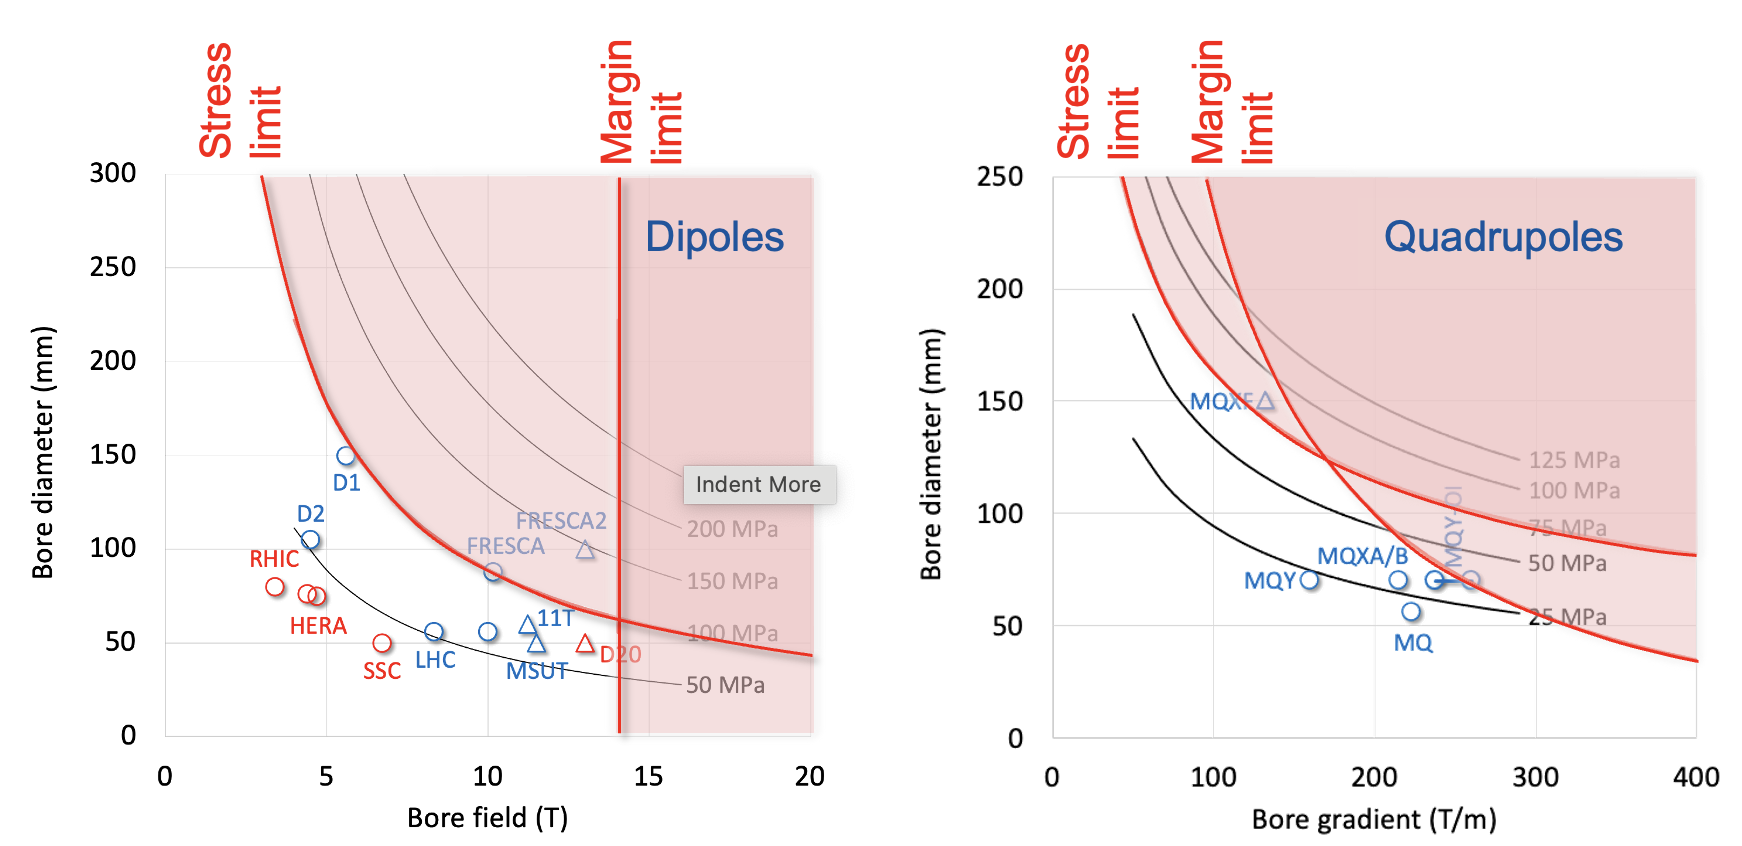 Stress
limit
Margin
limit
Dipoles
300
250
200
150
100
50
0
0
5
10
15
20
Bore diameter (mm)
Bore field (T)
Indent More
200 MPa
150 MPa
100 MPa
50 MPa
D1
D2
RHIC
HERA
SSC
LHC
FRESCA2
FRESCA
11T
MSUT
D20
Stress
limit
Margin
limit
Quadrupoles
250
200
150
100
50
0
0
100
200
300
400
Bore diameter (mm)
Bore gradient (T/m)
125 MPa
100 MPa
75 MPa
50 MPa
25 MPa
MQXF
MQXA/B
MQY
MQ